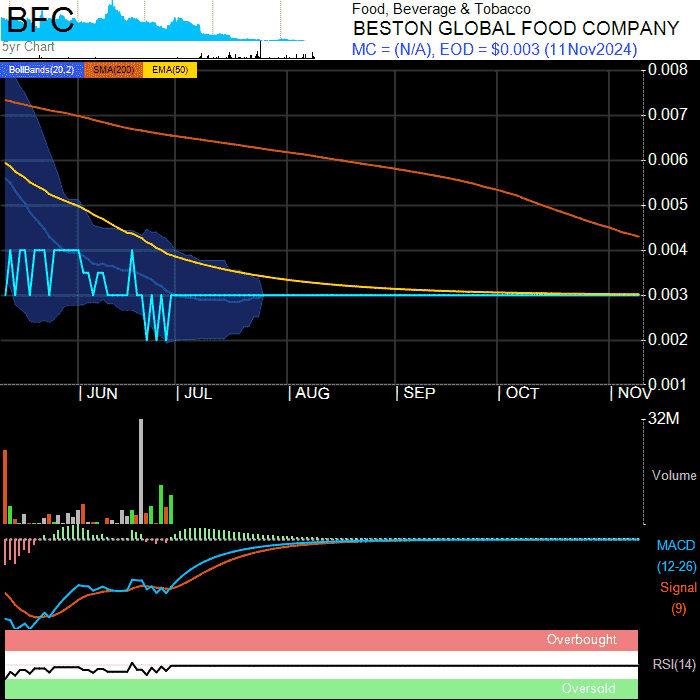 BFC
5yr Chart
Food, Beverage & Tobacco
BESTON GLOBAL FOOD COMPANY
MC = (N/A), EOD = $0.003 (11Nov2024)
BollBands(20,2) SMA(200) EMA(50)
0.008
0.007
0.006
0.005
0.004
0.003
0.002
0.001
JUN JUL AUG SEP OCT NOV
32M
Volume
MACD
(12-26)
Signal
(9)
Overbought
RSI(14)
Oversold